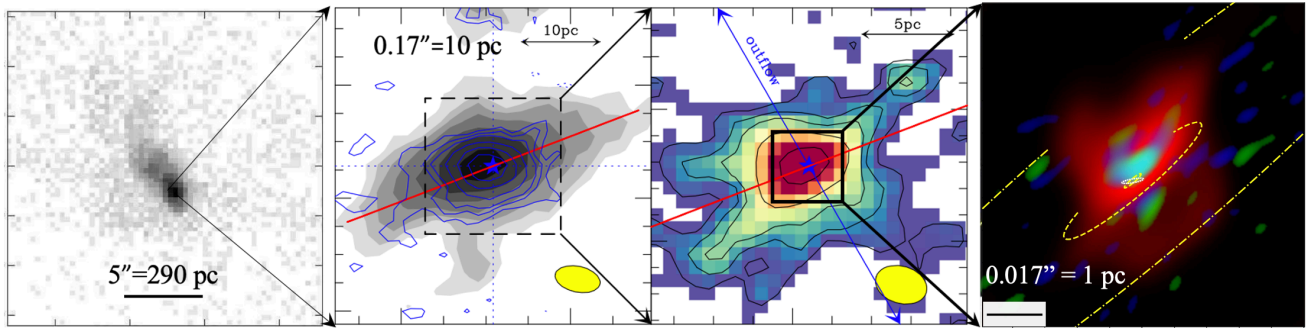 5″=290 pc
0.17″=10 pc
10pc
outflow
5pc
0.017” = 1 pc